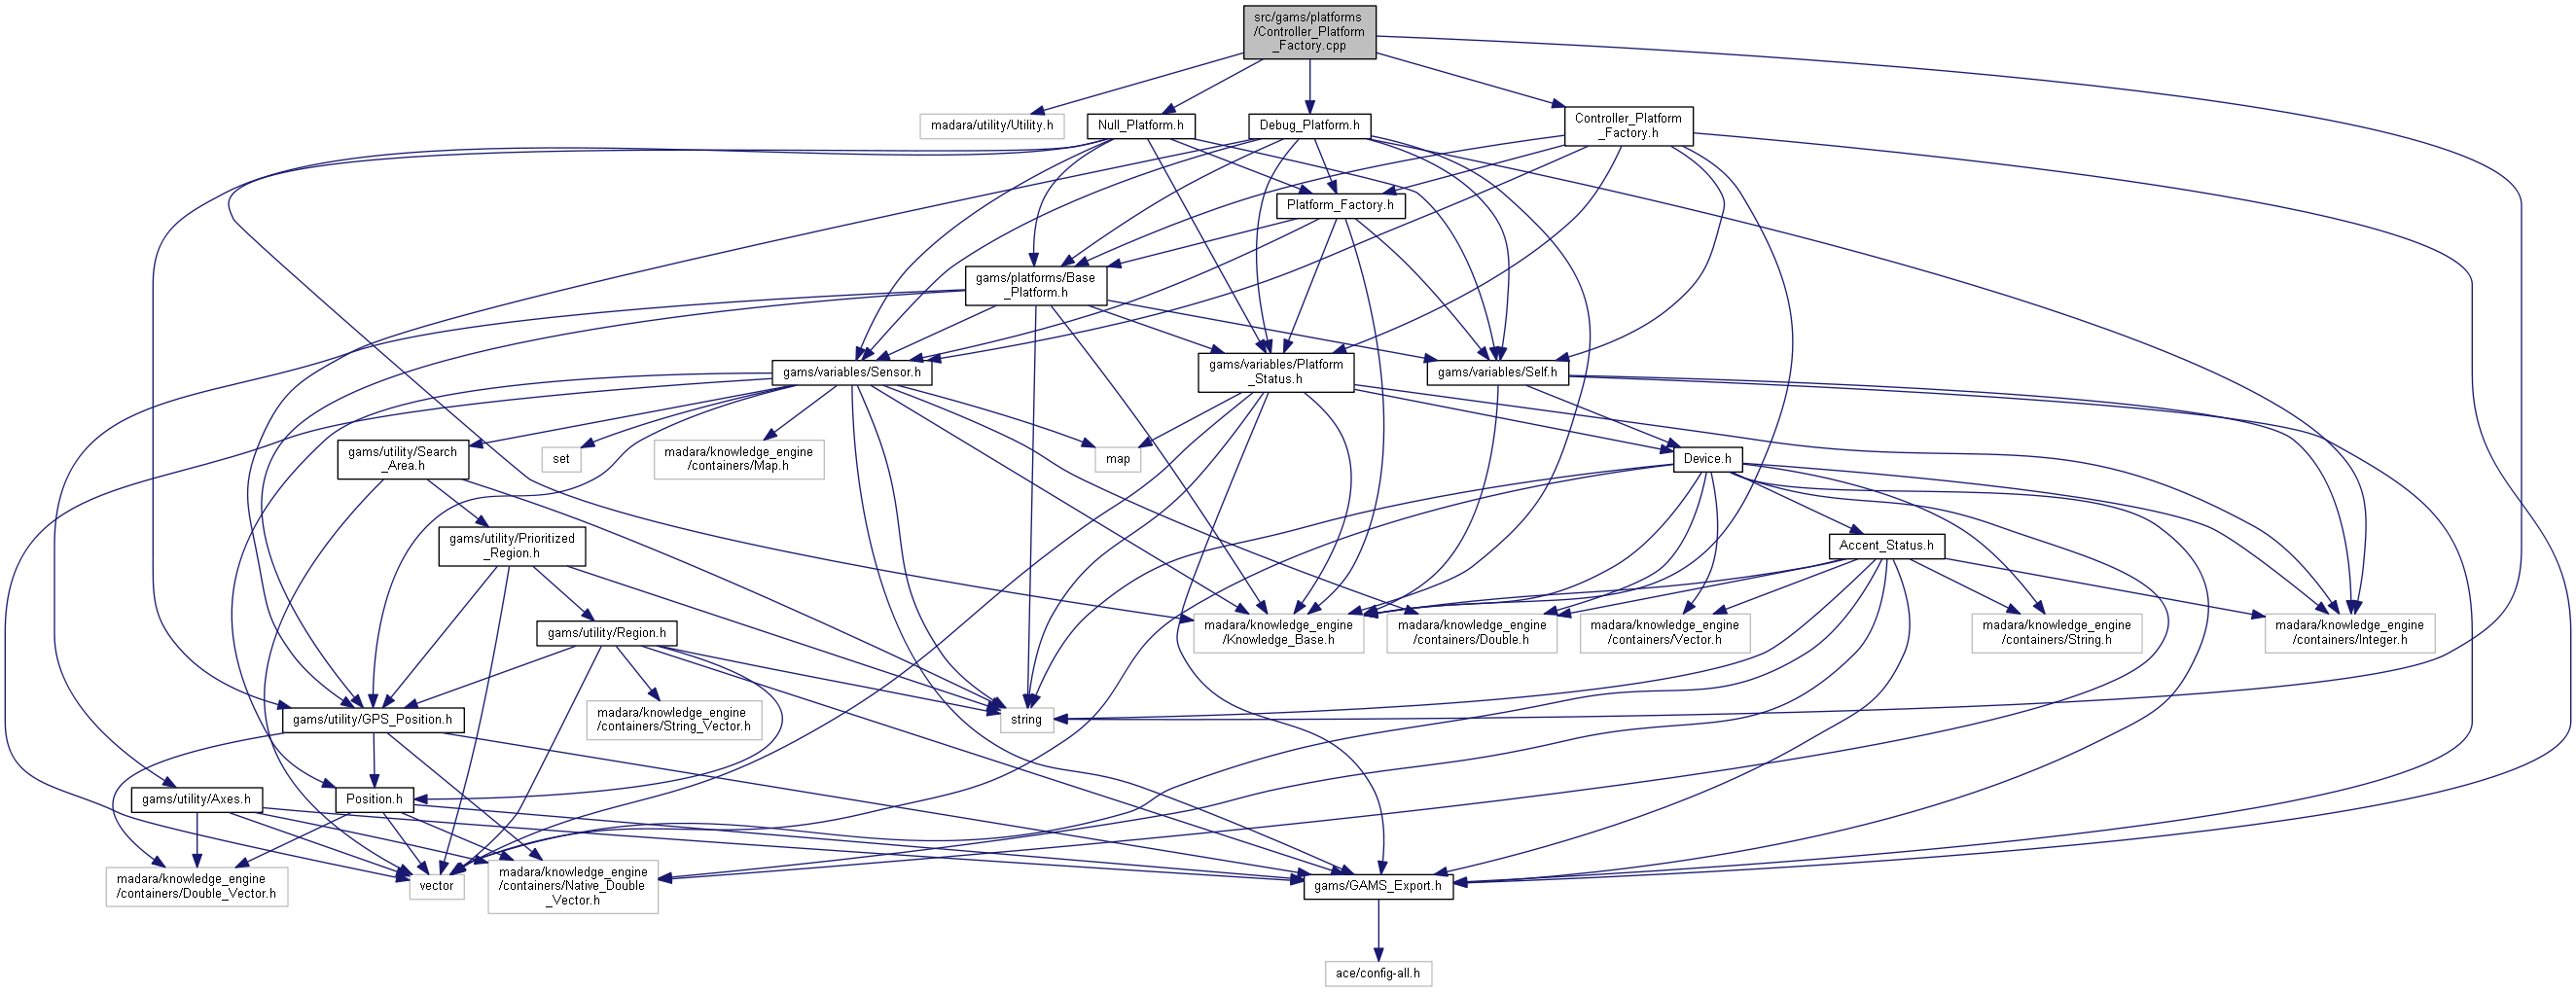 src/gams/platforms
/Controller_Platform
_Factory.cpp
madara/utility/Utility.h
Null_Platform.h
Debug_Platform.h
Controller_Platform
_Factory.h
Platform_Factory.h
gams/platforms/Base
_Platform.h
gams/variables/Sensor.h
gams/variables/Platform
_Status.h
gams/variables/Self.h
gams/utility/Search
_Area.h
set
madara/knowledge_engine
/containers/Map.h
map
Device.h
gams/utility/Prioritized
_Region.h
Accent_Status.h
gams/utility/Region.h
madara/knowledge_engine
/Knowledge_Base.h
madara/knowledge_engine
/containers/Double.h
madara/knowledge_engine
/containers/Vector.h
madara/knowledge_engine
/containers/String.h
madara/knowledge_engine
/containers/Integer.h
gams/utility/GPS_Position.h
madara/knowledge_engine
/containers/String_Vector.h
string
gams/utility/Axes.h
Position.h
madara/knowledge_engine
/containers/Double_Vector.h
vector
madara/knowledge_engine
/containers/Native_Double
_Vector.h
gams/GAMS_Export.h
ace/config-all.h